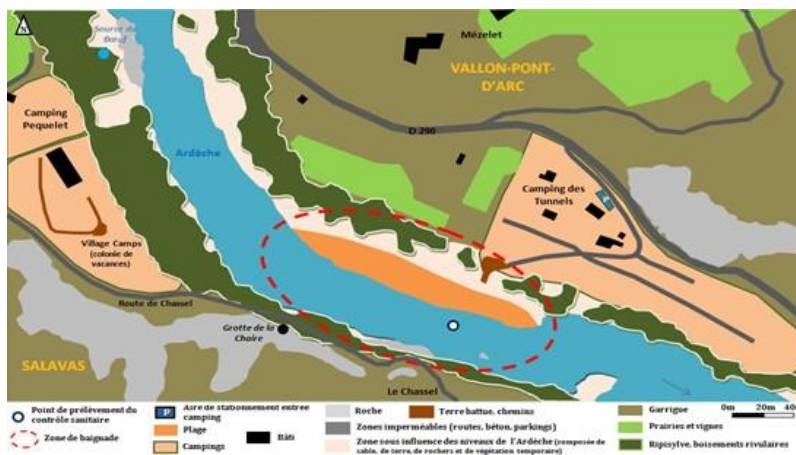 N
Source du
Bœuf
Mézelet
VALLON-PONT-
D'ARC
Camping
Pequelet
Ardèche
D 290
Camping des
Tunnels
P
Village Camps
(colonie de
vacances)
Route de Chassel
Grotte de la
Chaire
SALAVAS
Le Chassel
0m 20m 40m
Point de prélèvement du
contrôle sanitaire
Zone de baignade
P
Aire de stationnement entrée
camping
Plage
Campings
Bâts
Roche
Terre battue, chemins
Zones imperméables (routes, béton, parkings)
Zone sous influence des niveaux de l'Ardèche (composée de
sable, de terre, de rochers et de végétation temporaire)
Garrigue
Prairies et vignes
Ripisylve, boisements rivulaires